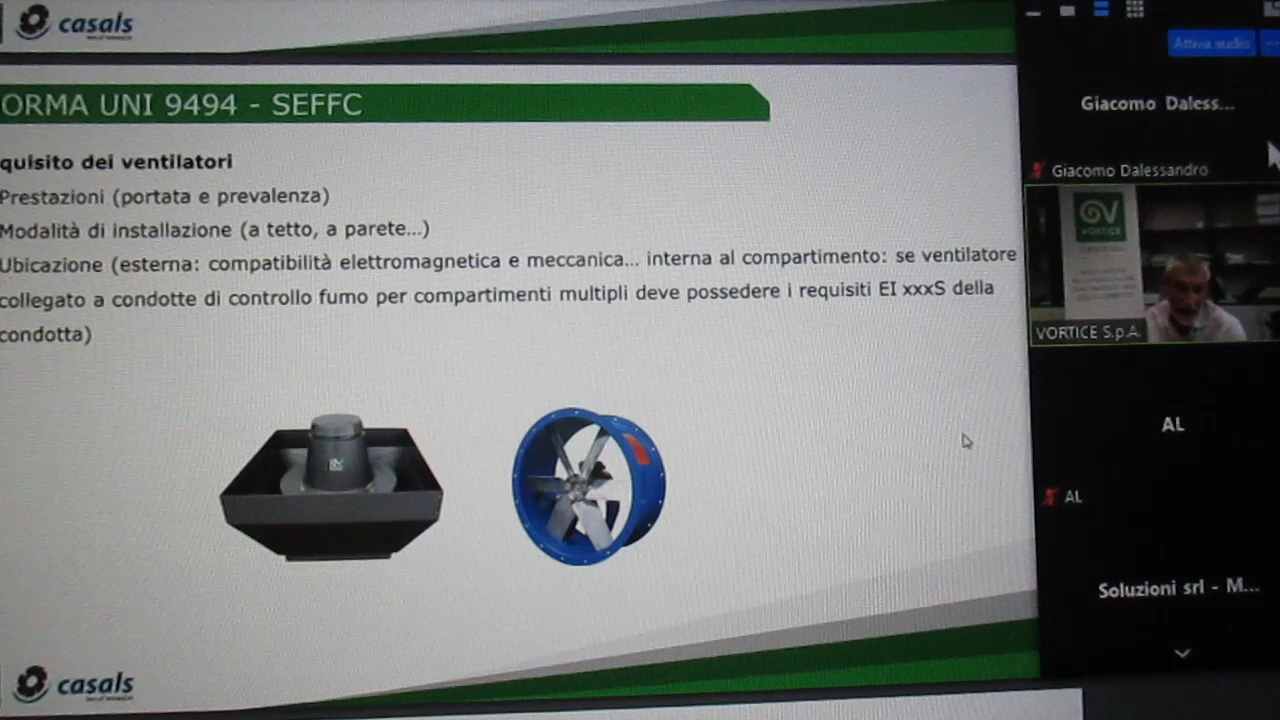 casals
Attiva audio
ORMA UNI 9494 - SEFFC
Giacomo Daless...
quisito dei ventilatori
Giacomo Dalessandro
Prestazioni (portata e prevalenza)
Modalità di installazione (a tetto, a parete...)
VORTICE
Ubicazione (esterna: compatibilità elettromagnetica e meccanica... interna al compartimento: se ventilatore
collegato a condotte di controllo fumo per compartimenti multipli deve possedere i requisiti EI xxxS della
condotta)
VORTICE S.p.A.
AL
AL
Soluzioni srl - M...
casals